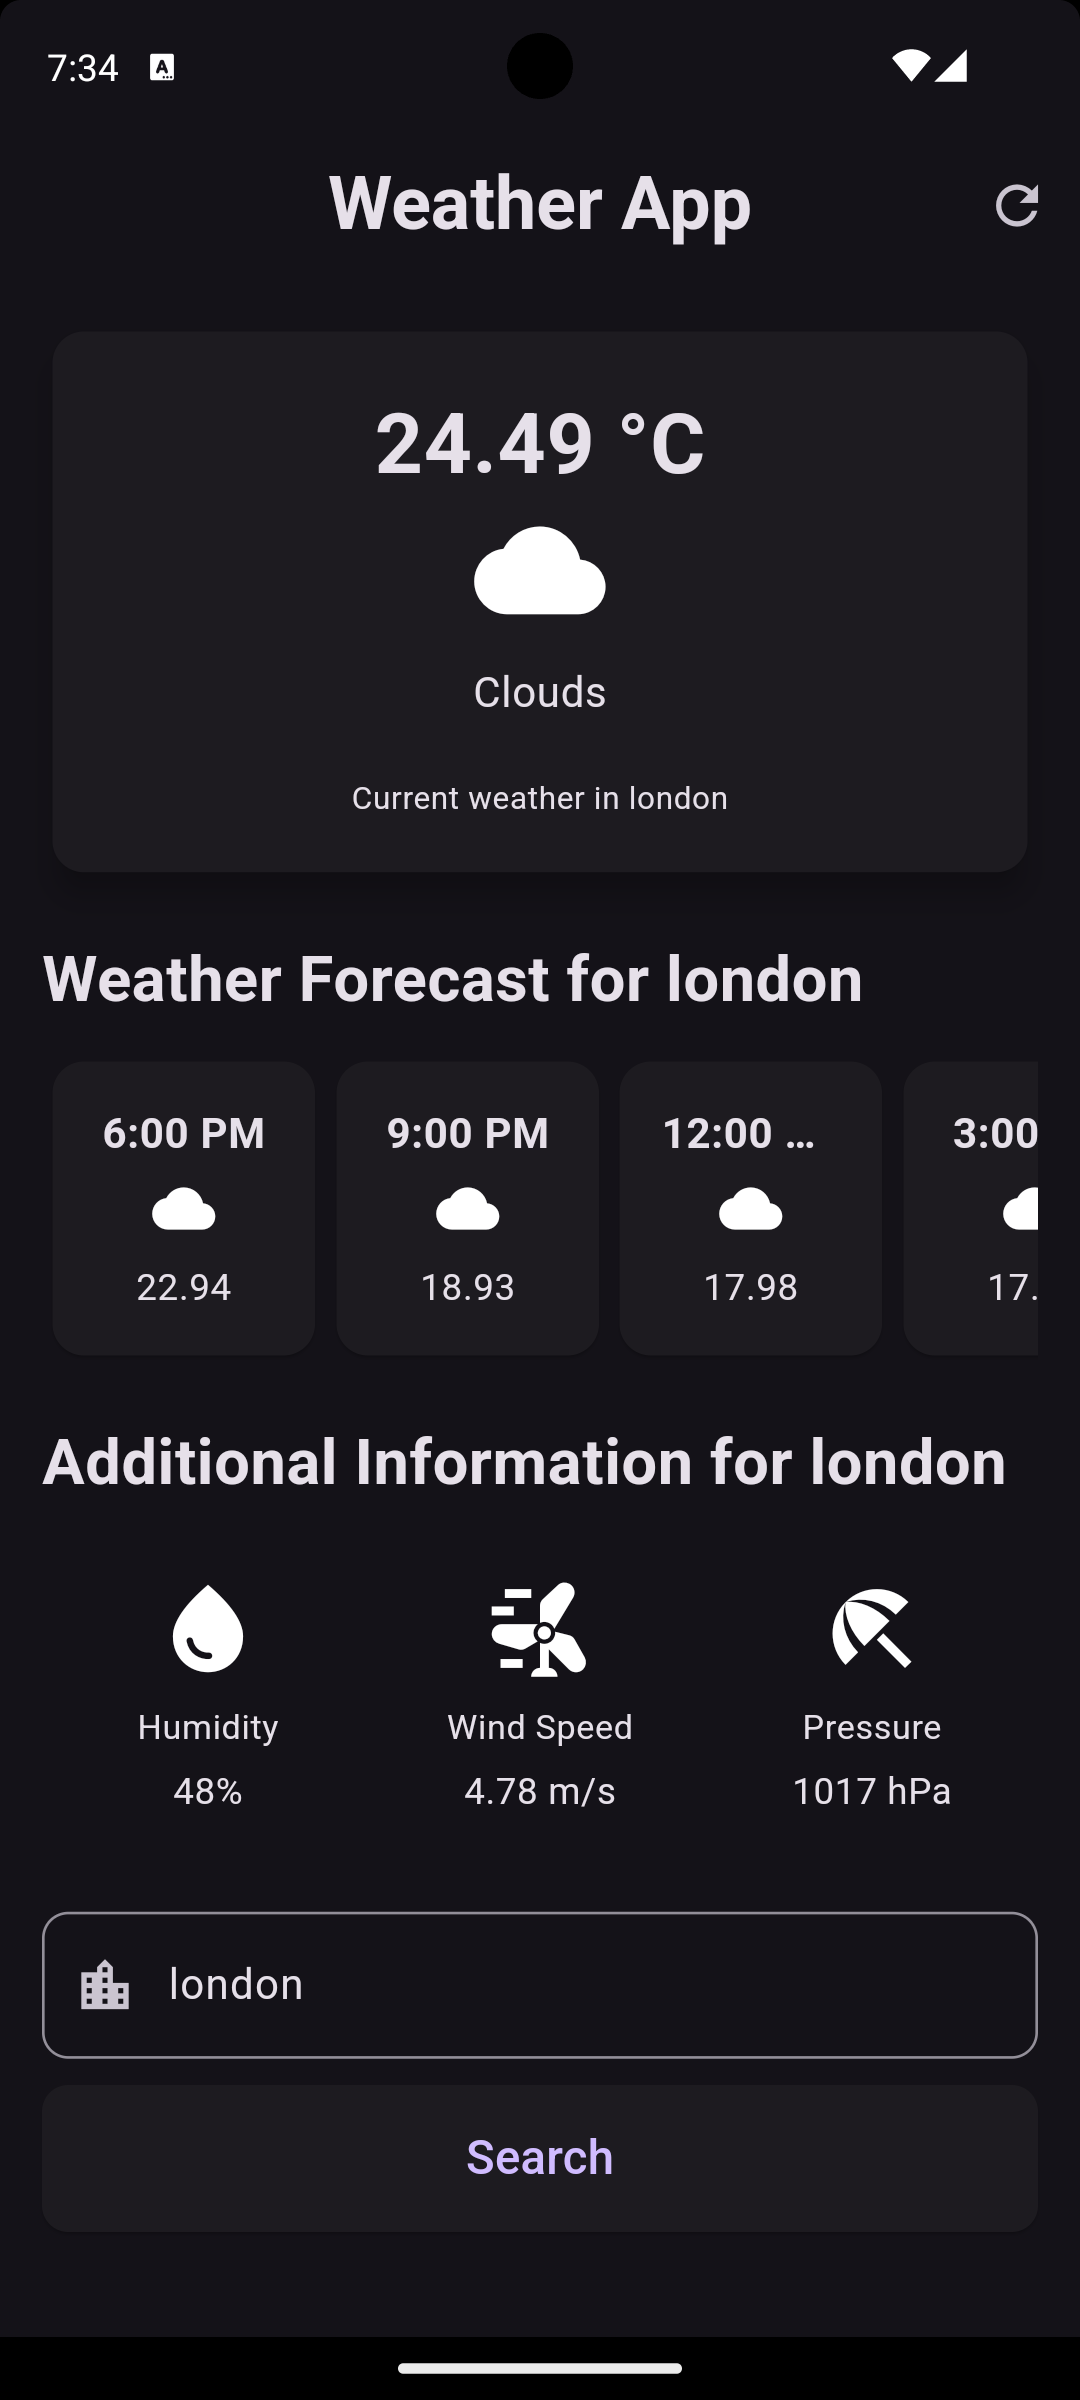 7:34
Weather App
24.49 °C
Clouds
Current weather in london
Weather Forecast for london
6:00 PM 9:00 PM 12:00 ... 3:00
22.94 18.93 17.98 17.
Additional Information for london
Humidity Wind Speed Pressure
48% 4.78 m/s 1017 hPa
london
Search